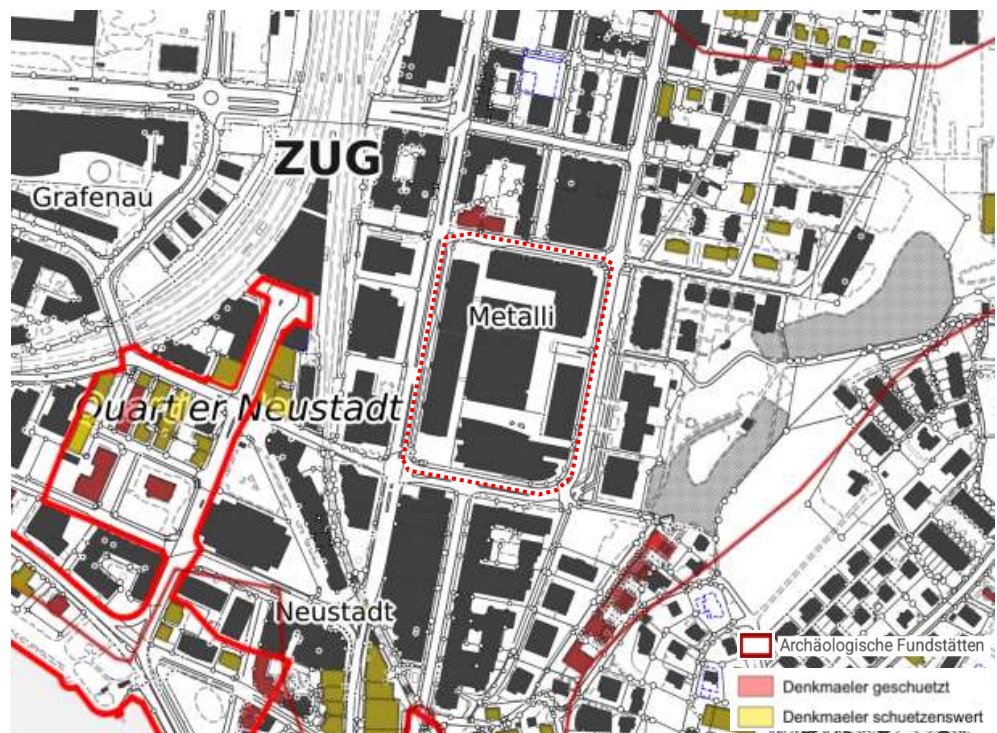 ZUG
Grafenau
Metalli
Quartier Neustadt
Neustadt
Archäologische Fundstätten
Denkmaeler geschuetzt
Denkmaeler schuetzenswert